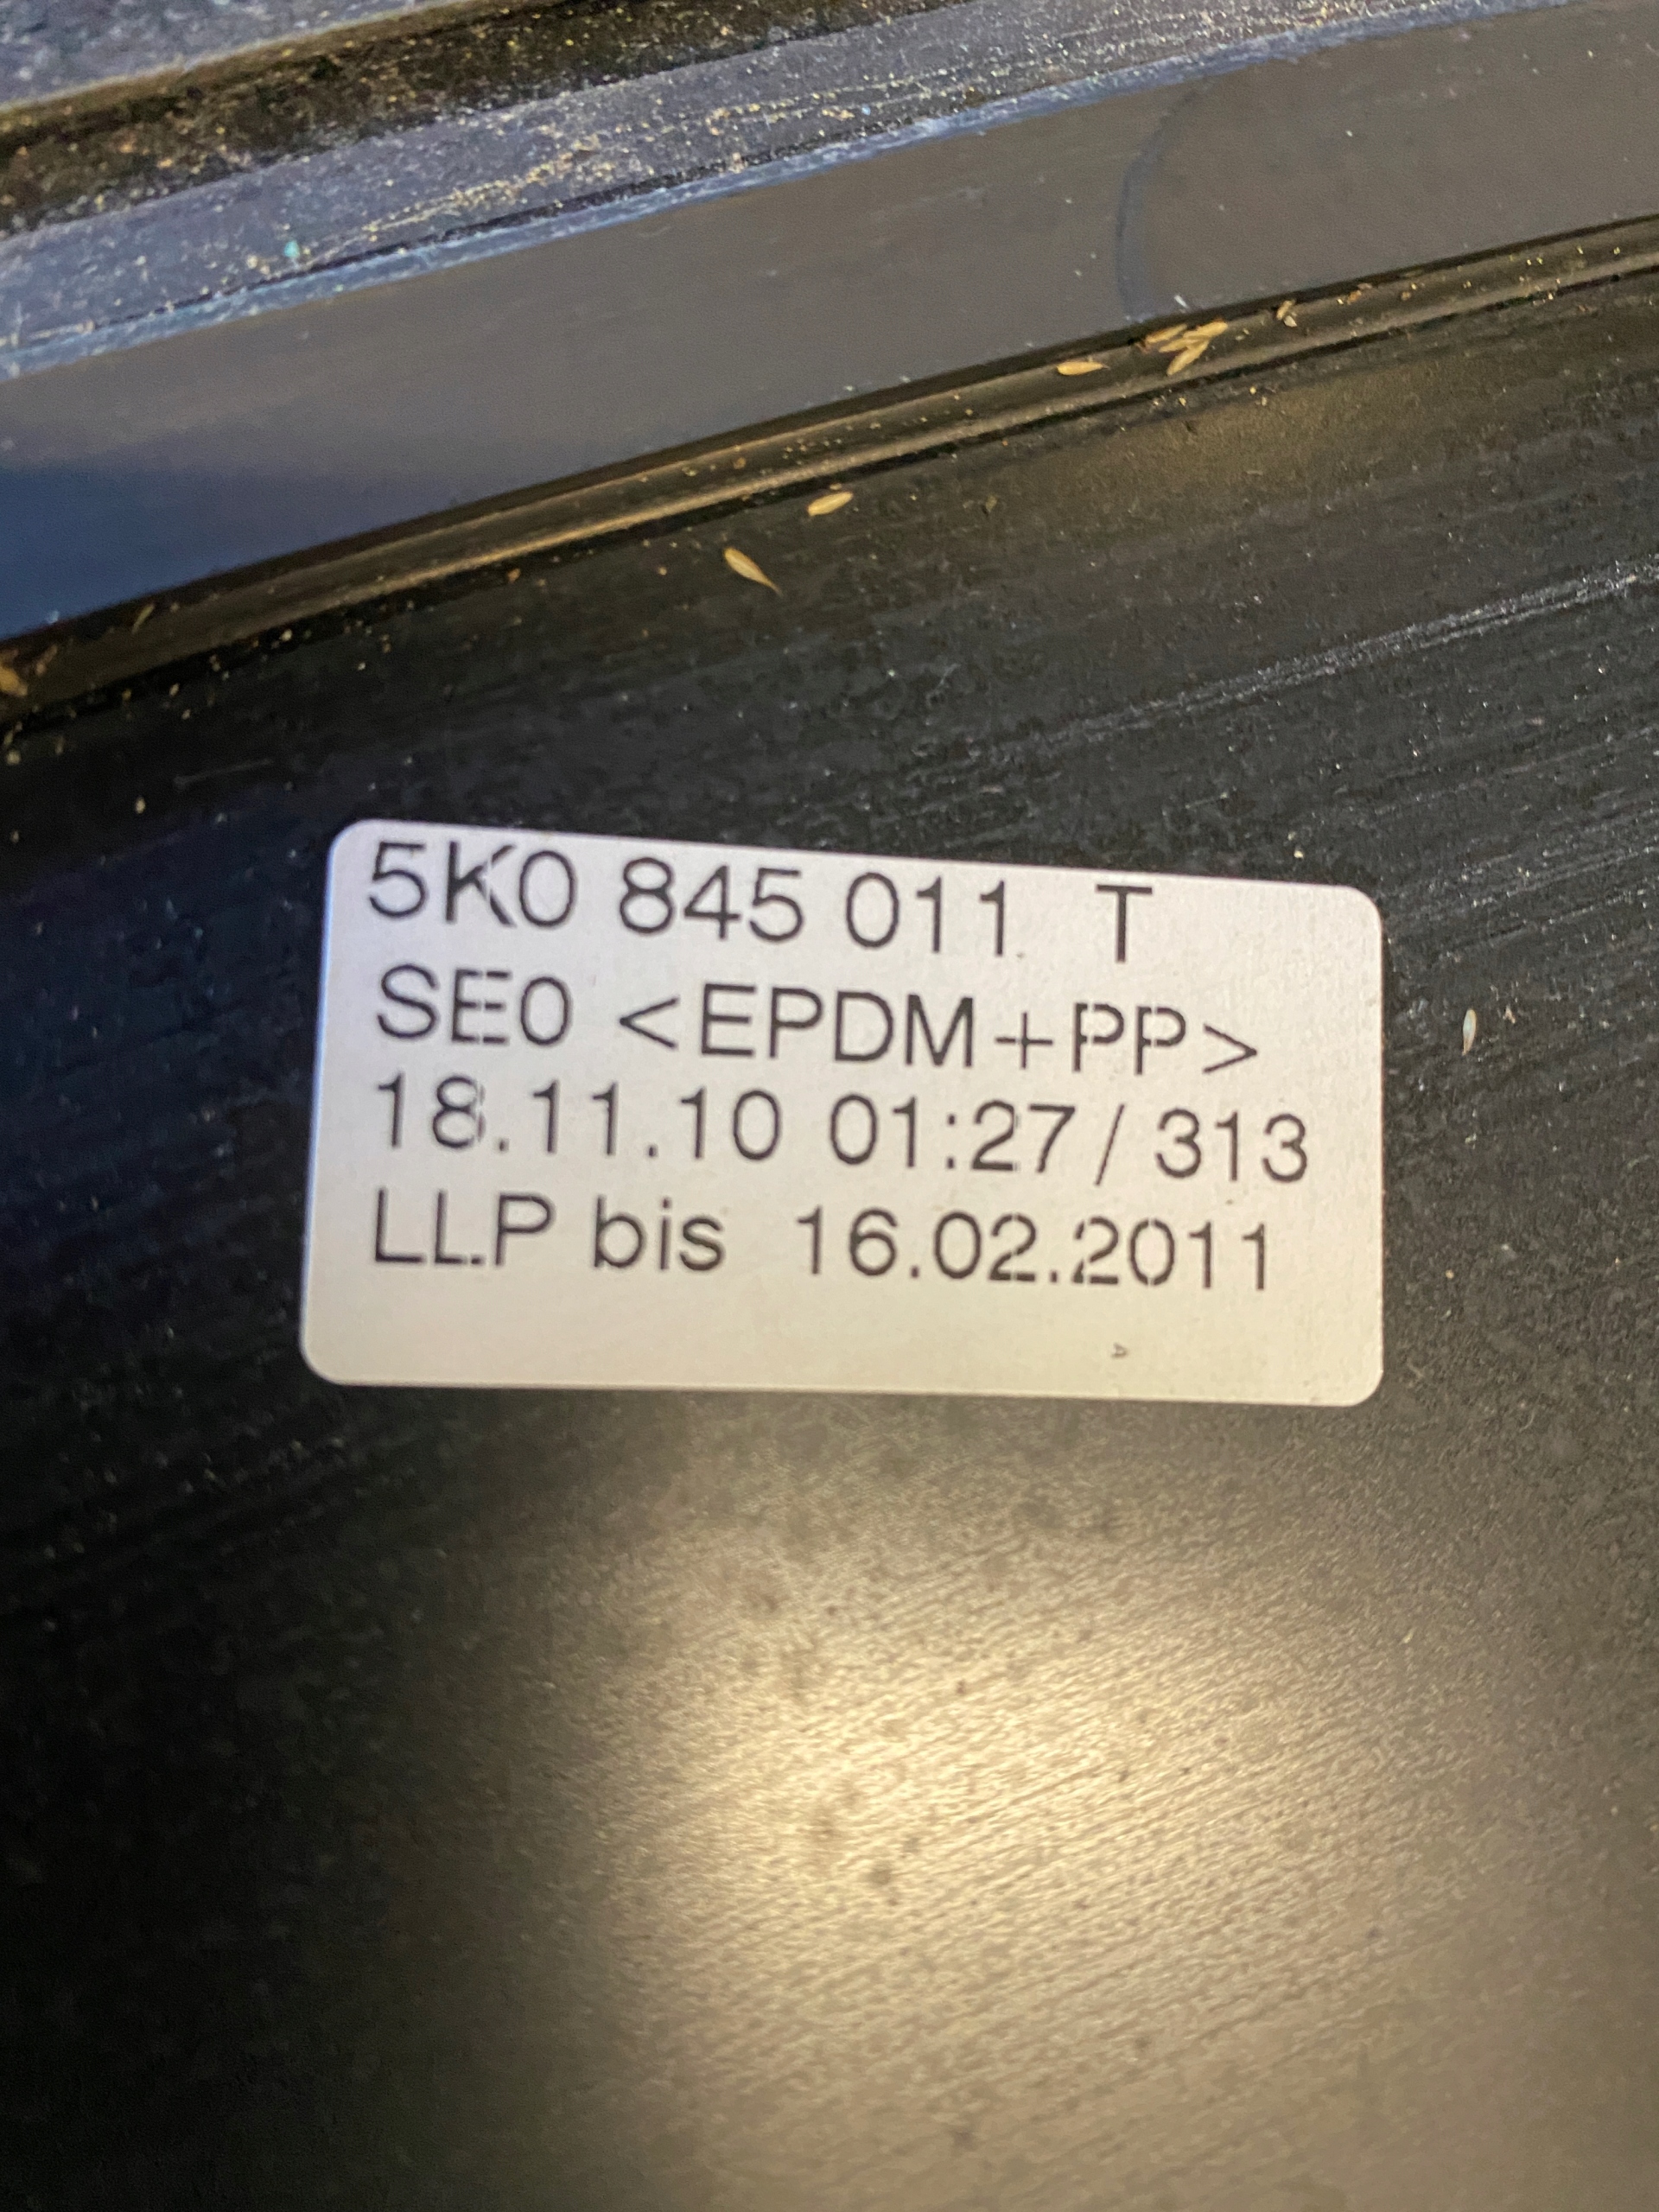 5K0 845 011 T
SE0 <EPDM+PP>
18.11.10 01:27 / 313
LLP bis 16.02.2011
A